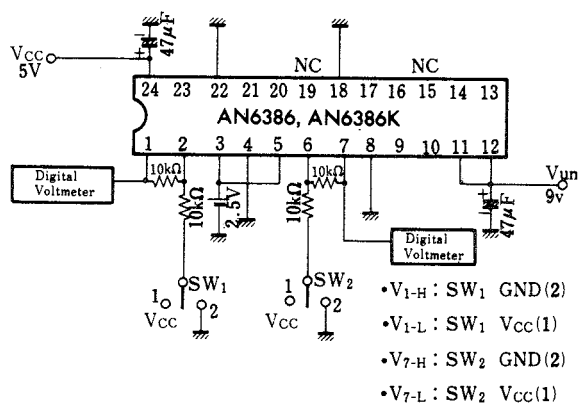 47µF
VCC
5V
NC
NC
24 23 22 21 20 19 18 17 16 15 14 13
AN6386, AN6386K
1 2 3 4 5 6 7 8 9 10 11 12
Digital
Voltmeter
10kΩ
10kΩ
2.5V
10kΩ
10kΩ
Vun
9v
47µF
Digital
Voltmeter
SW1
1
VCC
2
SW2
1
VCC
2
•V1-H : SW1 GND(2)
•V1-L : SW1 VCC(1)
•V7-H : SW2 GND(2)
•V7-L : SW2 VCC(1)